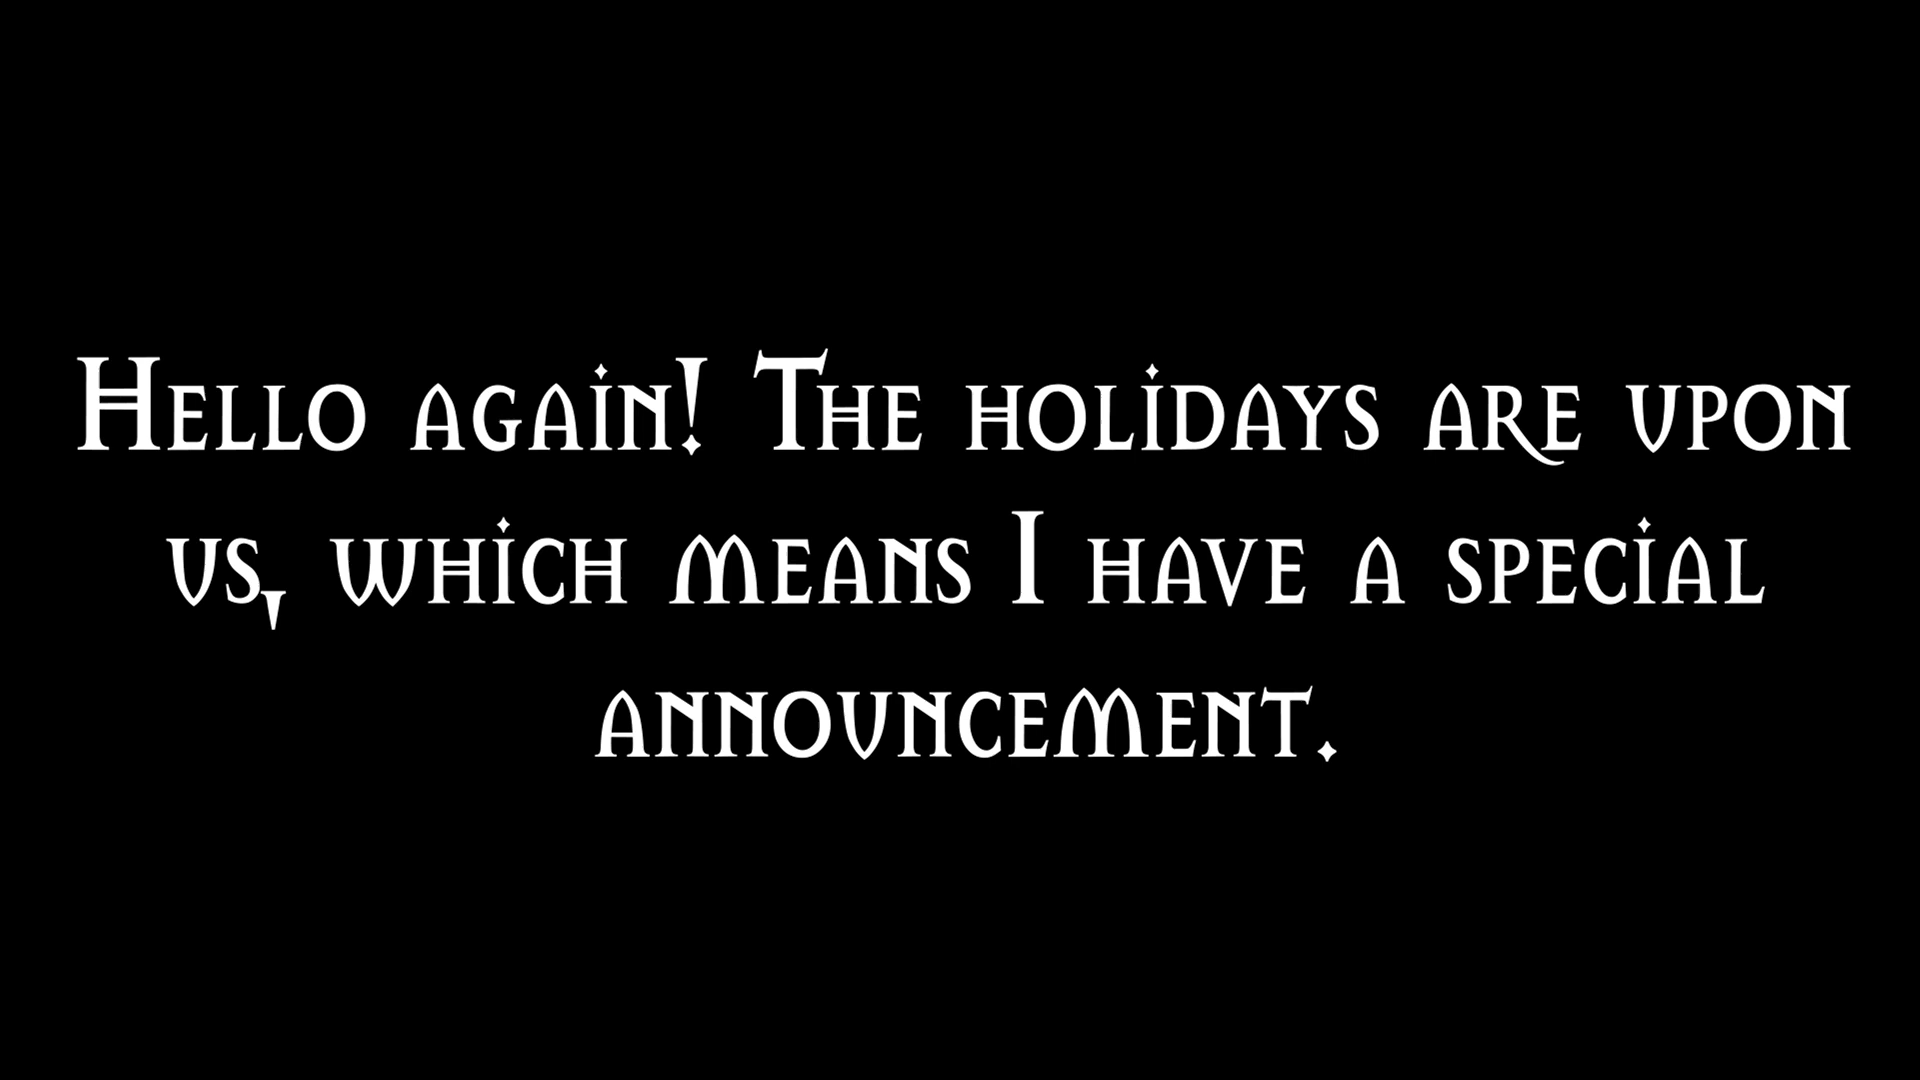 Hello again! The holidays are upon
us, which means I have a special
announcement.